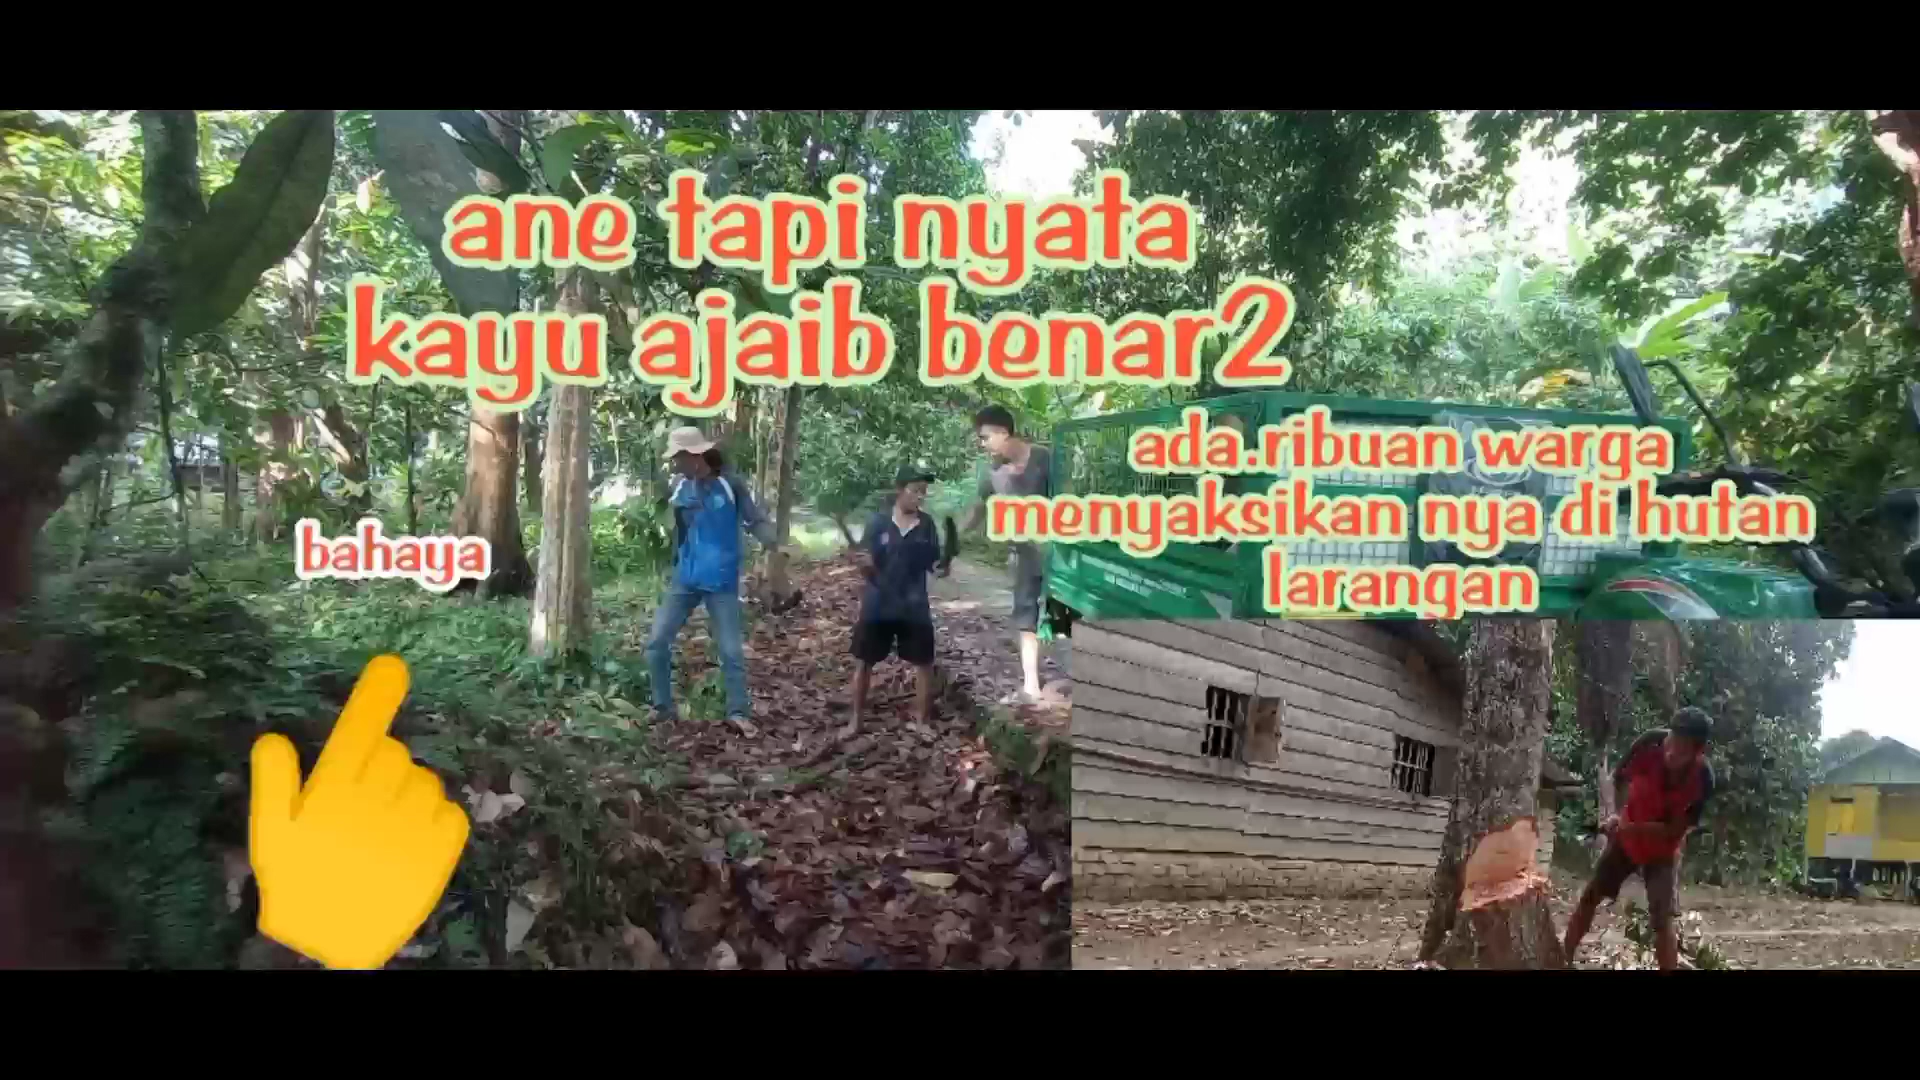 ane tapi nyata
kayu ajaib benar2
ada.ribuan warga
menyaksikan nya di hutan
larangan
bahaya